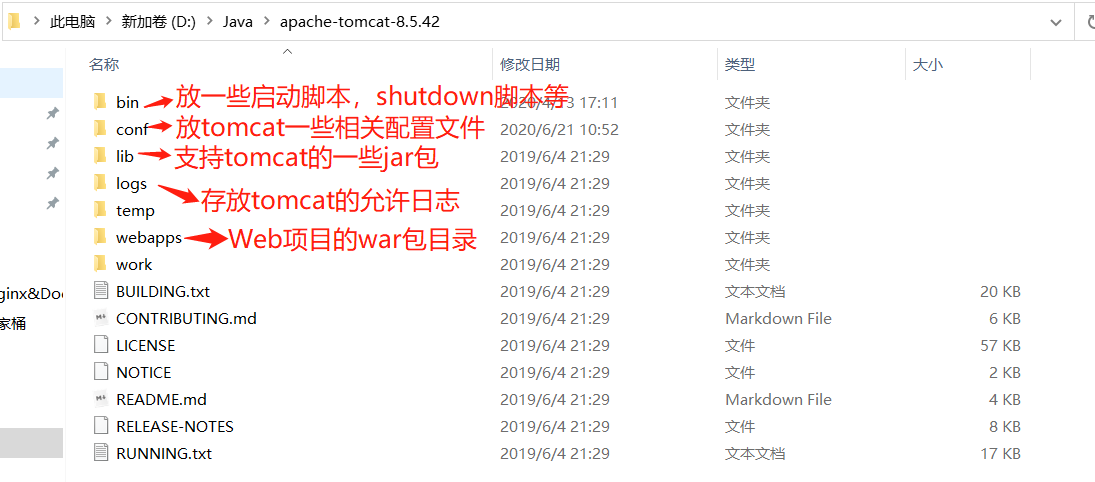 此电脑 > 新加卷 (D:) > Java > apache-tomcat-8.5.42
名称 修改日期 类型 大小
bin 放一些启动脚本，shutdown脚本等 2020/4/13 17:11 文件夹
conf 放tomcat一些相关配置文件 2020/6/21 10:52 文件夹
lib 支持tomcat的一些jar包 2019/6/4 21:29 文件夹
logs 2019/6/4 21:29 文件夹
存放tomcat的允许日志
temp 2019/6/4 21:29 文件夹
webapps Web项目的war包目录 2019/6/4 21:29 文件夹
work 2019/6/4 21:29 文件夹
ginx&Doc BUILDING.txt 2019/6/4 21:29 文本文档 20 KB
家桶 CONTRIBUTING.md 2019/6/4 21:29 Markdown File 6 KB
LICENSE 2019/6/4 21:29 文件 57 KB
NOTICE 2019/6/4 21:29 文件 2 KB
README.md 2019/6/4 21:29 Markdown File 4 KB
RELEASE-NOTES 2019/6/4 21:29 文件 8 KB
RUNNING.txt 2019/6/4 21:29 文本文档 17 KB